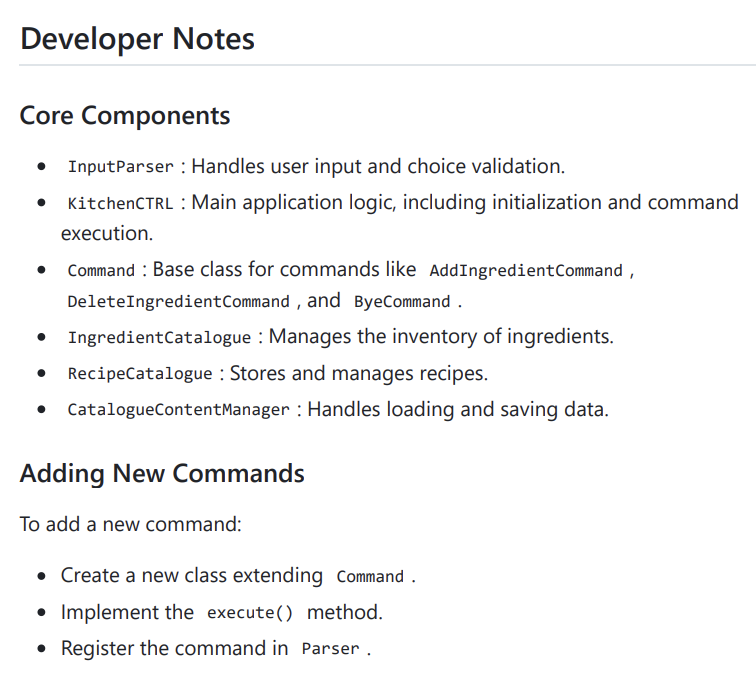 Developer Notes
Core Components
• InputParser : Handles user input and choice validation.
• KitchenCTRL : Main application logic, including initialization and command
execution.
• Command : Base class for commands like AddIngredientCommand ,
DeleteIngredientCommand , and ByeCommand .
• IngredientCatalogue : Manages the inventory of ingredients.
• RecipeCatalogue : Stores and manages recipes.
• CatalogueContentManager : Handles loading and saving data.
Adding New Commands
To add a new command:
• Create a new class extending Command .
• Implement the execute() method.
• Register the command in Parser .